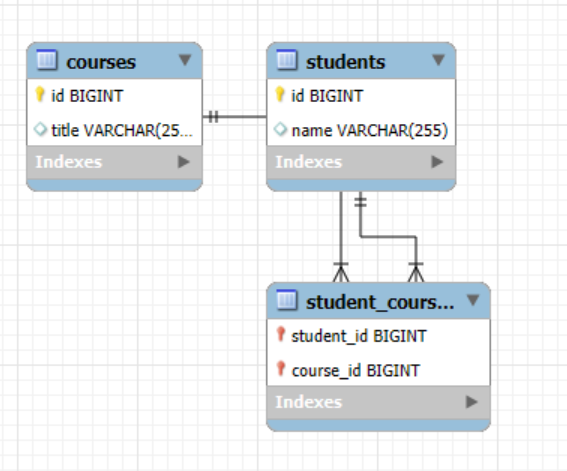 courses
id BIGINT
title VARCHAR(25...
Indexes
students
id BIGINT
name VARCHAR(255)
Indexes
student_cours...
student_id BIGINT
course_id BIGINT
Indexes